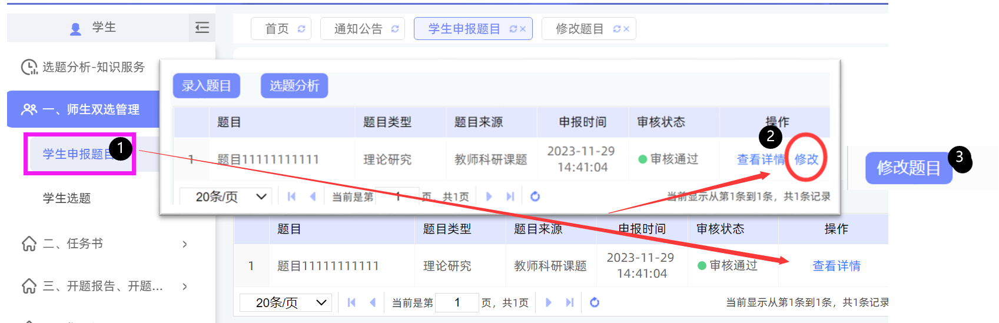 学生
首页
通知公告
学生申报题目
修改题目
选题分析-知识服务
一、师生双选管理
学生申报题目
1
学生选题
二、任务书
三、开题报告、开题...
录入题目
选题分析
题目 题目类型 题目来源 申报时间 审核状态 操作
2
1 题目11111111111 理论研究 教师科研课题 2023-11-29 审核通过 查看详情 修改
14:41:04
20条/页 当前是第 1 页，共1页 当前显示从第1条到1条，共1条记录
修改题目
3
题目 题目类型 题目来源 申报时间 审核状态 操作
1 题目11111111111 理论研究 教师科研课题 2023-11-29 审核通过 查看详情
14:41:04
20条/页 当前是第 1 页，共1页 当前显示从第1条到1条，共1条记录